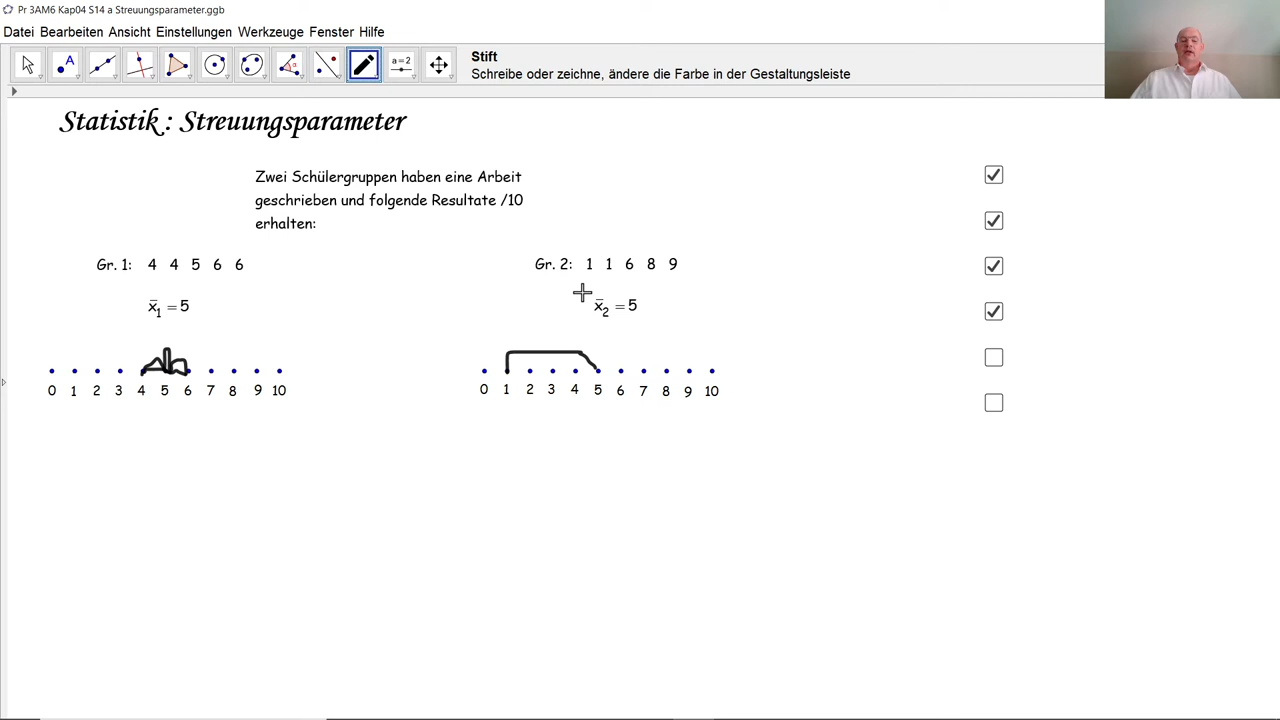 Pr 3AM6 Kap04 S14 a Streuungsparameter.ggb
Datei Bearbeiten Ansicht Einstellungen Werkzeuge Fenster Hilfe
A
a=2
Stift
Schreibe oder zeichne, ändere die Farbe in der Gestaltungsleiste
Statistik : Streuungsparameter
Zwei Schülergruppen haben eine Arbeit
geschrieben und folgende Resultate /10
erhalten:
Gr. 1: 4 4 5 6 6
Gr. 2: 1 1 6 8 9
x̄₁ = 5
x̄₂ = 5
0 1 2 3 4 5 6 7 8 9 10
0 1 2 3 4 5 6 7 8 9 10